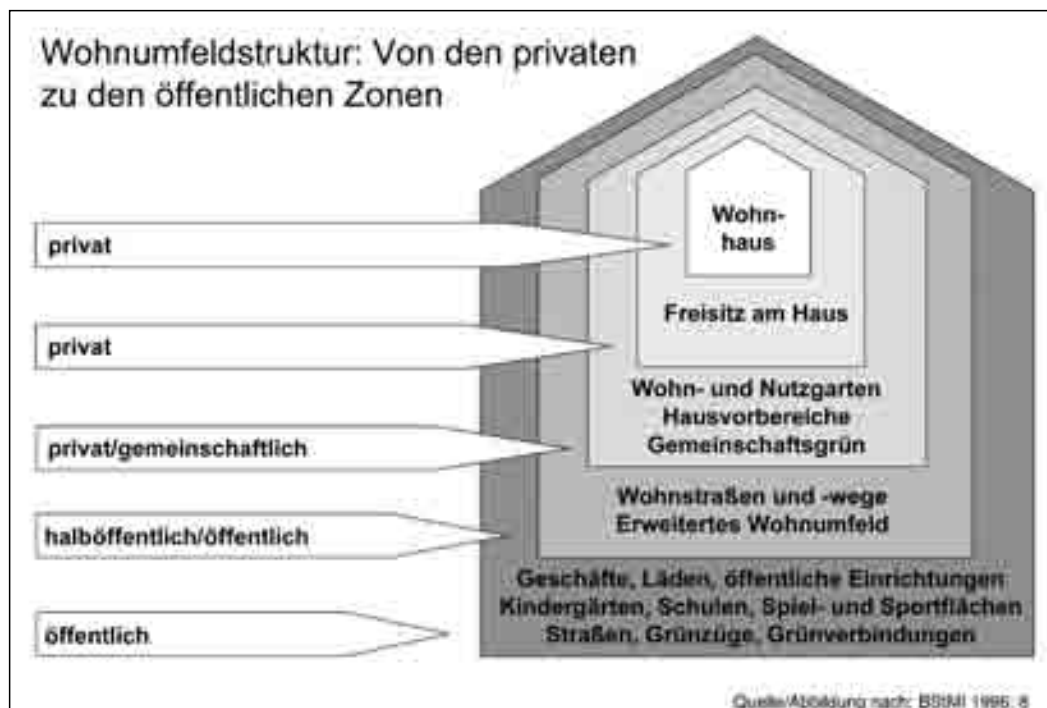 Wohnumfeldstruktur: Von den privaten
zu den öffentlichen Zonen
privat
privat
privat/gemeinschaftlich
halböffentlich/öffentlich
öffentlich
Wohn-
haus
Freisitz am Haus
Wohn- und Nutzgarten
Hausvorbereiche
Gemeinschaftsgrün
Wohnstraßen und -wege
Erweitertes Wohnumfeld
Geschäfte, Läden, öffentliche Einrichtungen
Kindergärten, Schulen, Spiel- und Sportflächen
Straßen, Grünzüge, Grünverbindungen
Quelle/Abbildung nach: BStMI 1996: 8